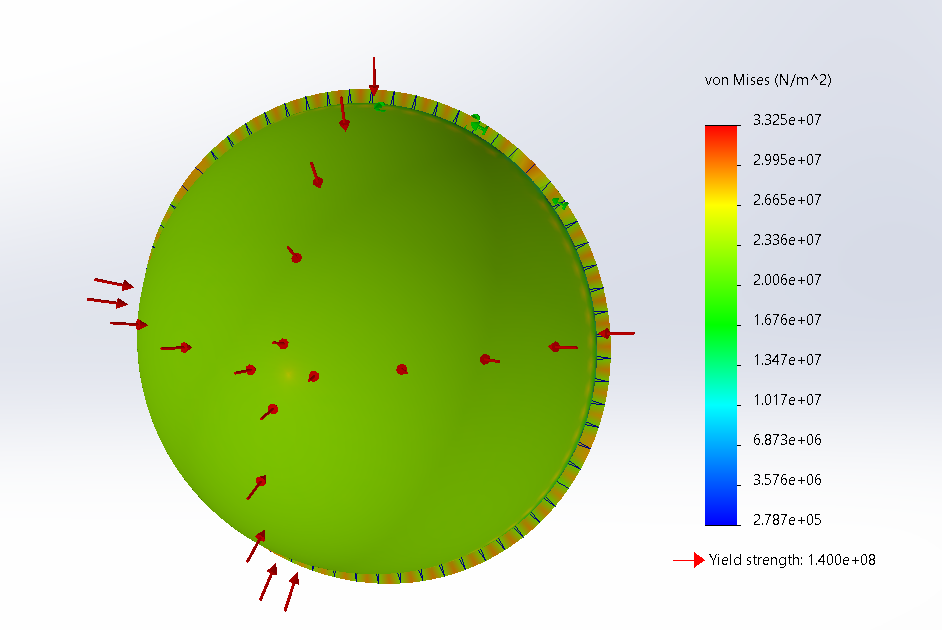 von Mises (N/m^2)
3.325e+07
2.995e+07
2.665e+07
2.336e+07
2.006e+07
1.676e+07
1.347e+07
1.017e+07
6.873e+06
3.576e+06
2.787e+05
Yield strength: 1.400e+08